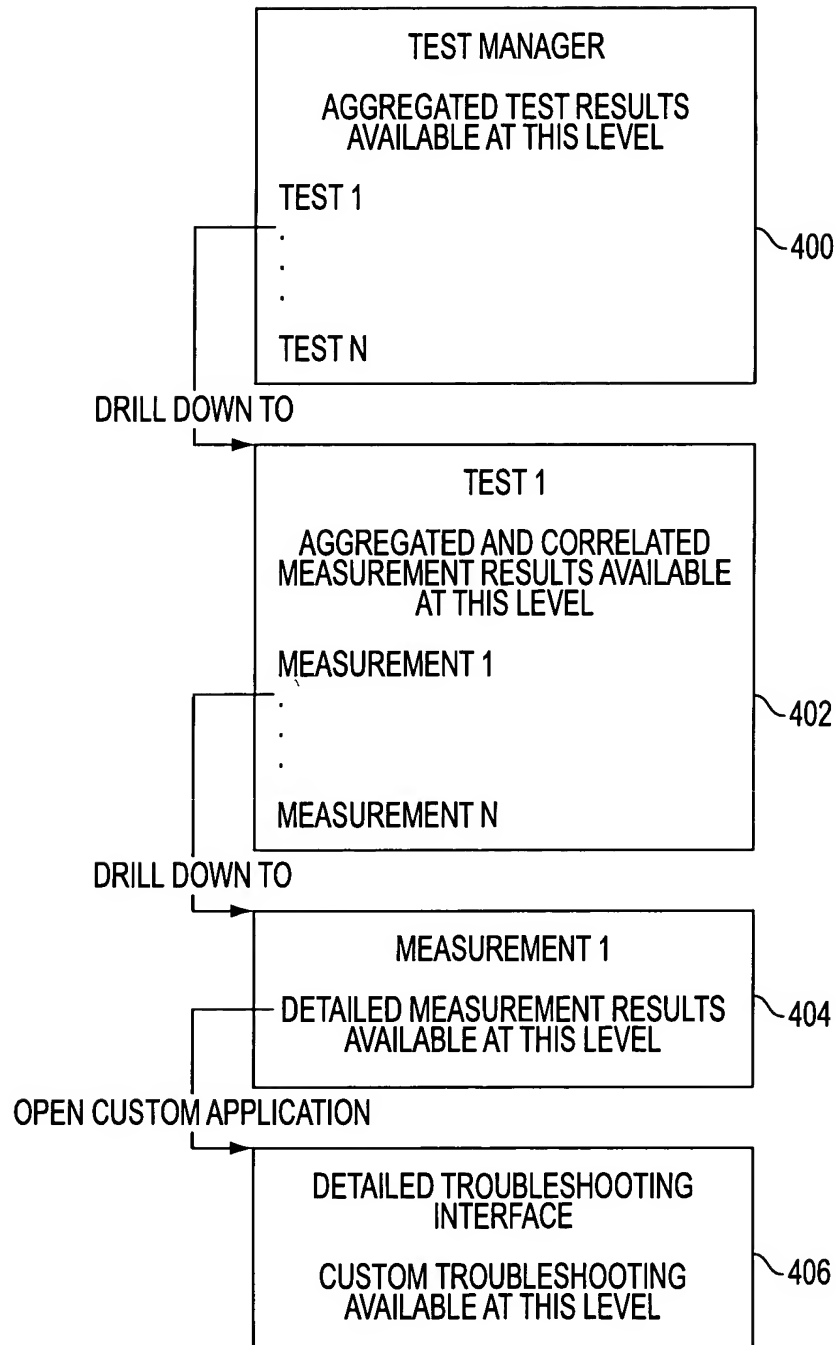 TEST MANAGER
AGGREGATED TEST RESULTS
AVAILABLE AT THIS LEVEL
TEST 1
.
.
.
TEST N
400
DRILL DOWN TO
TEST 1
AGGREGATED AND CORRELATED
MEASUREMENT RESULTS AVAILABLE
AT THIS LEVEL
MEASUREMENT 1
.
.
.
MEASUREMENT N
402
DRILL DOWN TO
MEASUREMENT 1
DETAILED MEASUREMENT RESULTS
AVAILABLE AT THIS LEVEL
404
OPEN CUSTOM APPLICATION
DETAILED TROUBLESHOOTING
INTERFACE
CUSTOM TROUBLESHOOTING
AVAILABLE AT THIS LEVEL
406